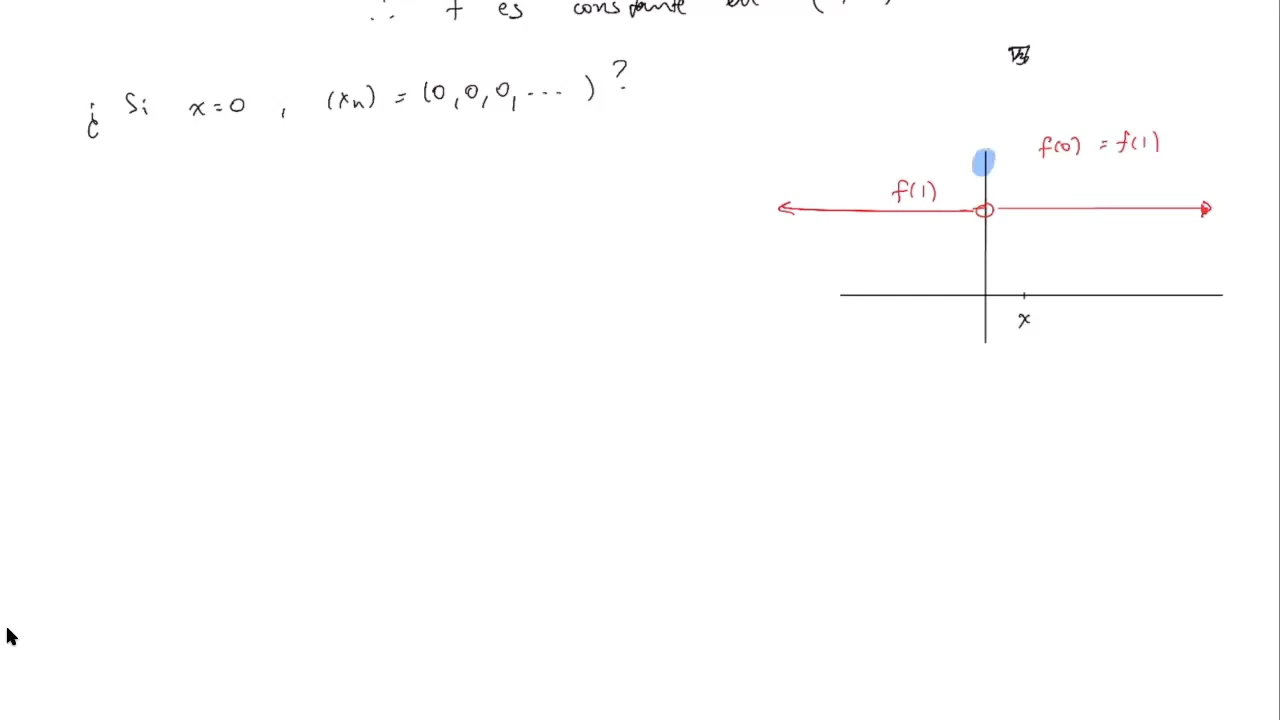 ∴ f es constante en
¿ Si x=0 , (xn) = (0,0,0,...) ?
f(0) = f(1)
f(1)
x